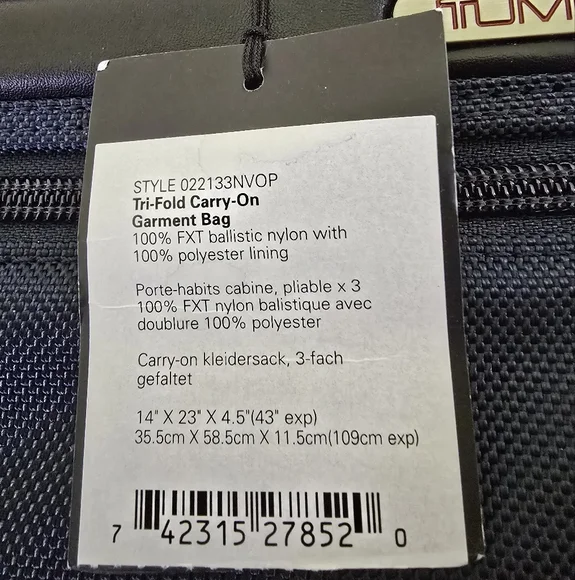 TUMI
STYLE 022133NVOP
Tri-Fold Carry-On
Garment Bag
100% FXT ballistic nylon with
100% polyester lining
Porte-habits cabine, pliable x 3
100% FXT nylon balistique avec
doublure 100% polyester
Carry-on kleidersack, 3-fach
gefaltet
14" X 23" X 4.5"(43" exp)
35.5cm X 58.5cm X 11.5cm(109cm exp)
7 42315 27852 0